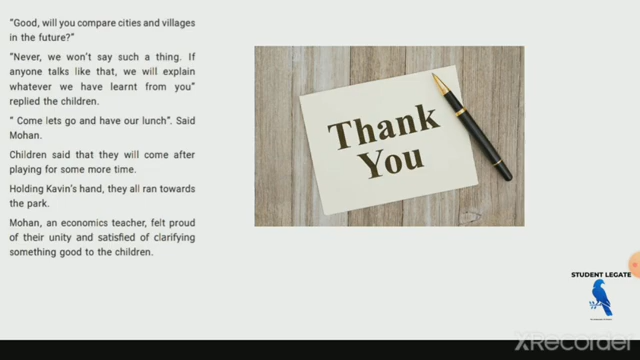 “Good, will you compare cities and villages
in the future?”
“Never, we won’t say such a thing. If
anyone talks like that, we will explain
whatever we have learnt from you”
replied the children.
“ Come lets go and have our lunch”. Said
Mohan.
Children said that they will come after
playing for some more time.
Holding Kavin’s hand, they all ran towards
the park.
Mohan, an economics teacher, felt proud
of their unity and satisfied of clarifying
something good to the children.
Thank
You
STUDENT LEGATE
XRecorder